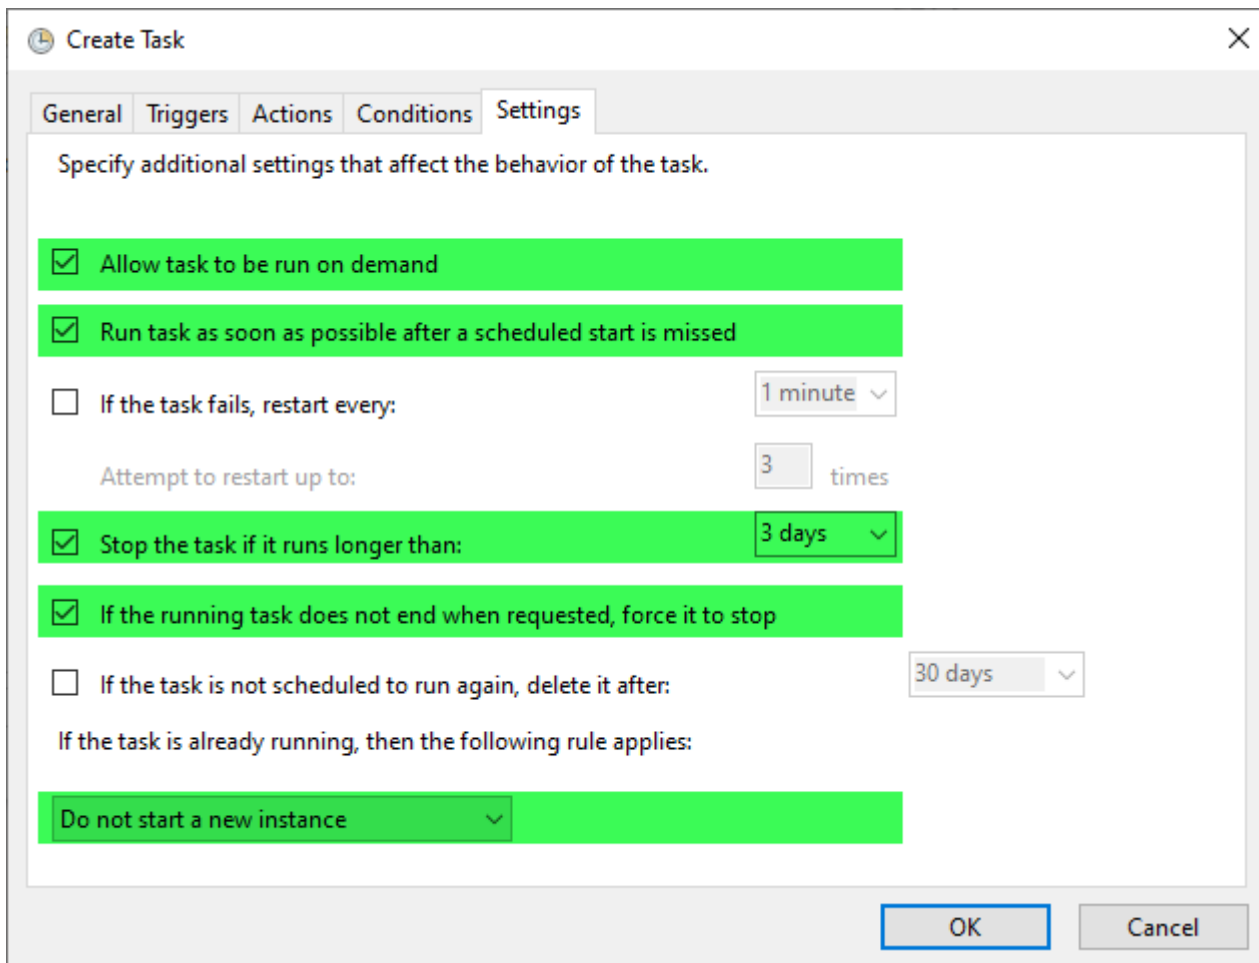 Create Task
General Triggers Actions Conditions Settings
Specify additional settings that affect the behavior of the task.
Allow task to be run on demand
Run task as soon as possible after a scheduled start is missed
If the task fails, restart every: 1 minute
Attempt to restart up to: 3 times
Stop the task if it runs longer than: 3 days
If the running task does not end when requested, force it to stop
If the task is not scheduled to run again, delete it after: 30 days
If the task is already running, then the following rule applies:
Do not start a new instance
OK Cancel